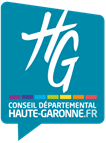 HG
CONSEIL DÉPARTEMENTAL
HAUTE-GARONNE.FR